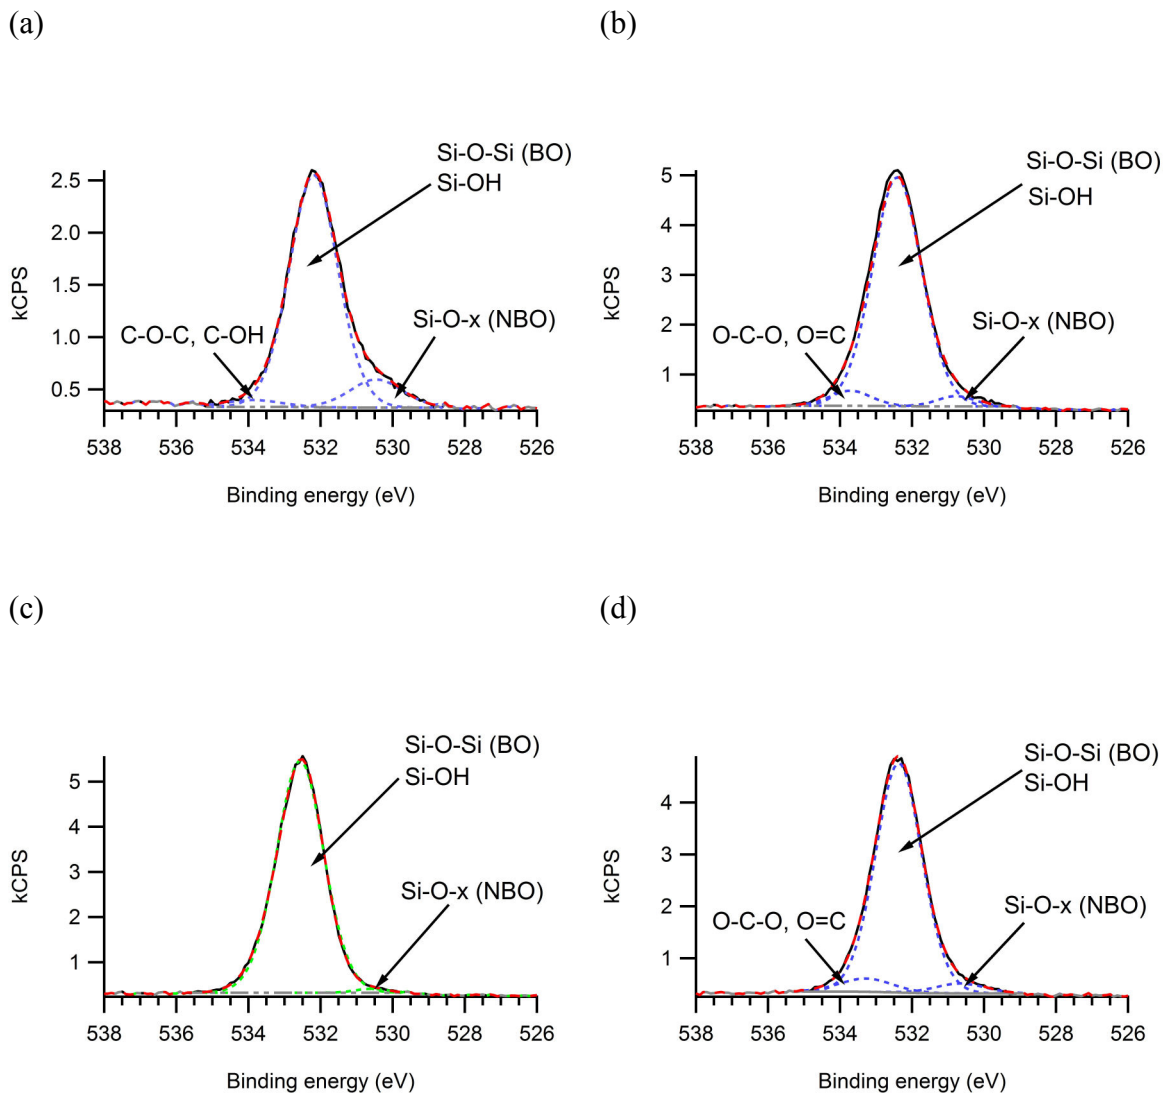 (a)
Si-O-Si (BO)
Si-OH
Si-O-x (NBO)
C-O-C, C-OH
kCPS
2.5
2.0
1.5
1.0
0.5
538 536 534 532 530 528 526
Binding energy (eV)
(b)
Si-O-Si (BO)
Si-OH
Si-O-x (NBO)
O-C-O, O=C
kCPS
5
4
3
2
1
538 536 534 532 530 528 526
Binding energy (eV)
(c)
Si-O-Si (BO)
Si-OH
Si-O-x (NBO)
kCPS
5
4
3
2
1
538 536 534 532 530 528 526
Binding energy (eV)
(d)
Si-O-Si (BO)
Si-OH
Si-O-x (NBO)
O-C-O, O=C
kCPS
4
3
2
1
538 536 534 532 530 528 526
Binding energy (eV)